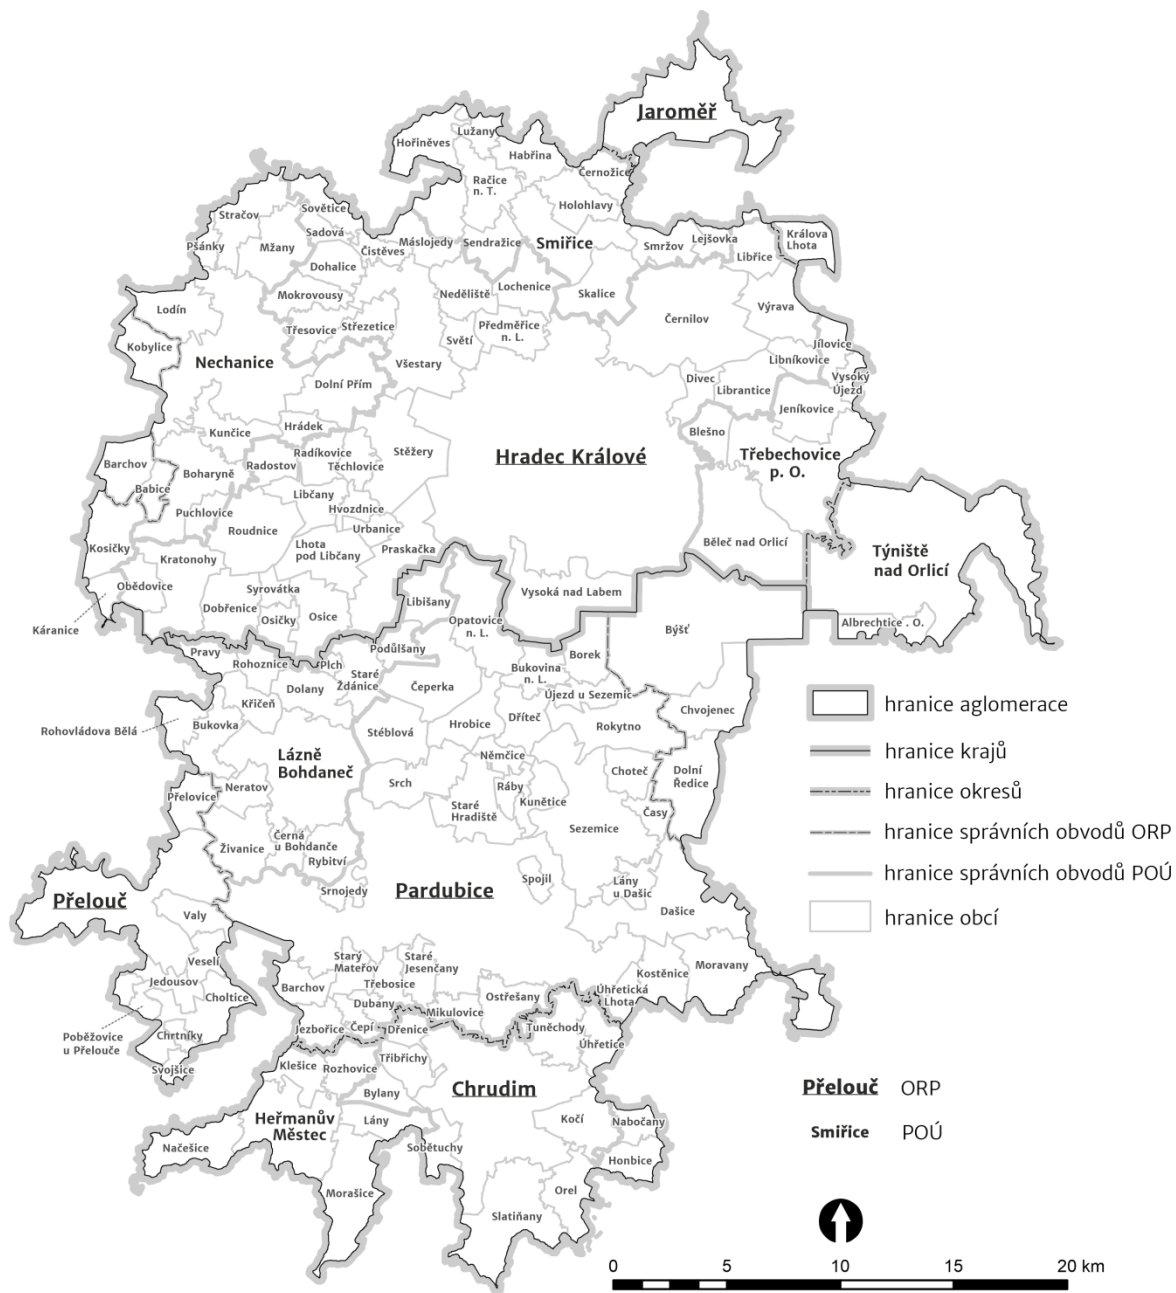 Jaroměř
Lužany
Hořiněves
Habřina
Černožice
Račice
n. T.
Holohlavy
Sovětice
Stračov
Sadová
Králova
Lhota
Pšánky
Mžany
Čistěves
Máslojedy
Sendražice
Smiřice
Smržov
Lejšovka
Libřice
Dohalice
Mokrovousy
Neděliště
Lochenice
Skalice
Lodín
Výrava
Černilov
Třesovice
Střezetice
Světí
Předměřice
n. L.
Kobylice
Jílovice
Nechanice
Všestary
Libníkovice
Dolní Přím
Divec
Librantice
Vysoký
Újezd
Jeníkovice
Hrádek
Kunčice
Blešno
Radíkovice
Stěžery
Hradec Králové
Třebechovice
p. O.
Barchov
Boharyně
Radostov
Těchlovice
Babice
Libčany
Puchlovice
Hvozdnice
Roudnice
Urbanice
Kosičky
Kratonohy
Lhota
pod Libčany
Praskačka
Běleč nad Orlicí
Týniště
nad Orlicí
Obědovice
Syrovátka
Vysoká nad Labem
Káranice
Dobřenice
Osičky
Osice
Libišany
Opatovice
n. L.
Albrechtice . O.
Býšť
Pravy
Rohoznice
Plch
Podůlšany
Staré
Ždánice
Bukovina
n. L.
Borek
Dolany
Čeperka
Újezd u Sezemic
Křičeň
Rohovládova Bělá
Bukovka
Stéblová
Hrobice
Dříteč
Rokytno
Chvojenec
hranice aglomerace
Lázně
Bohdaneč
Němčice
hranice krajů
Choteč
Dolní
Ředice
Přelovice
Neratov
Srch
Ráby
Kunětice
hranice okresů
Staré
Hradiště
Časy
Sezemice
hranice správních obvodů ORP
Živanice
Černá
u Bohdanče
Rybitví
hranice správních obvodů POÚ
Přelouč
Srnojedy
Pardubice
Spojil
Lány
u Dašic
hranice obcí
Valy
Dašice
Veselí
Starý
Mateřov
Staré
Jesenčany
Jedousov
Choltice
Barchov
Třebosice
Kostěnice
Moravany
Dubany
Ostřešany
Úhřetická
Lhota
Poběžovice
u Přelouče
Chrtníky
Jezbořice
Čepí
Dřenice
Mikulovice
Tuněchody
Úhřetice
Svojšice
Klešice
Rozhovice
Třibřichy
Chrudim
Přelouč ORP
Bylany
Heřmanův
Městec
Lány
Kočí
Nabočany
Smiřice POÚ
Načešice
Sobětuchy
Honbice
Morašice
Orel
Slatiňany
0 5 10 15 20 km